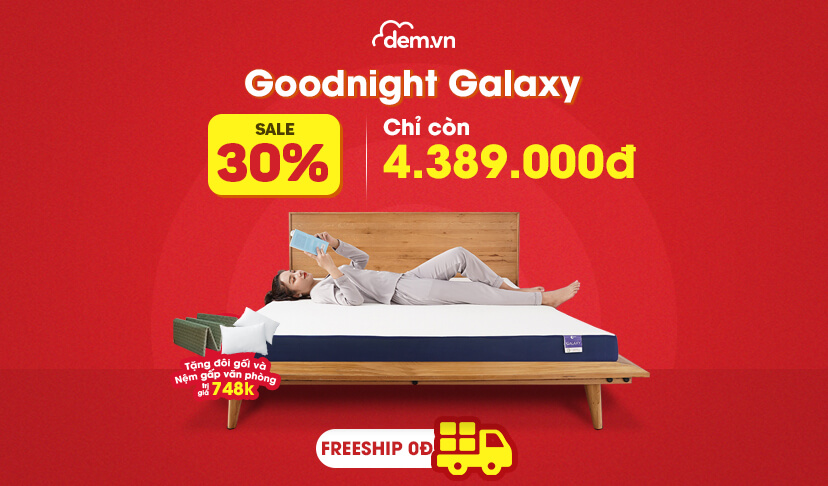 dem.vn
Goodnight Galaxy
SALE
30%
Chỉ còn
4.389.000đ
GALAXY
Tặng đôi gối và
Nệm gấp văn phòng
trị giá 748k
FREESHIP 0Đ